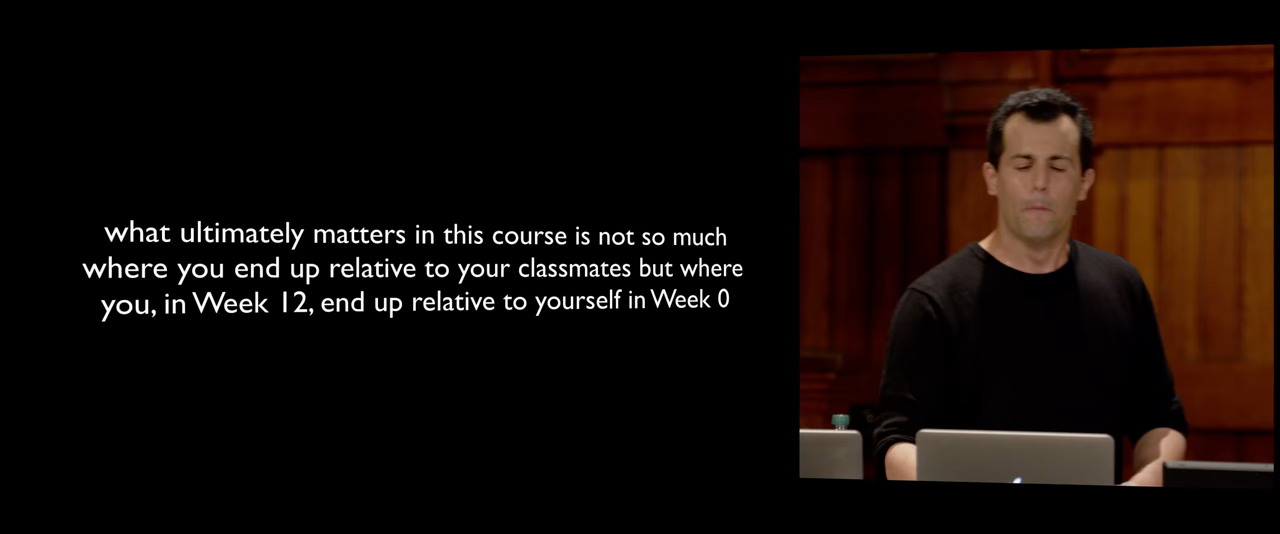 what ultimately matters in this course is not so much
where you end up relative to your classmates but where
you, in Week 12, end up relative to yourself in Week 0